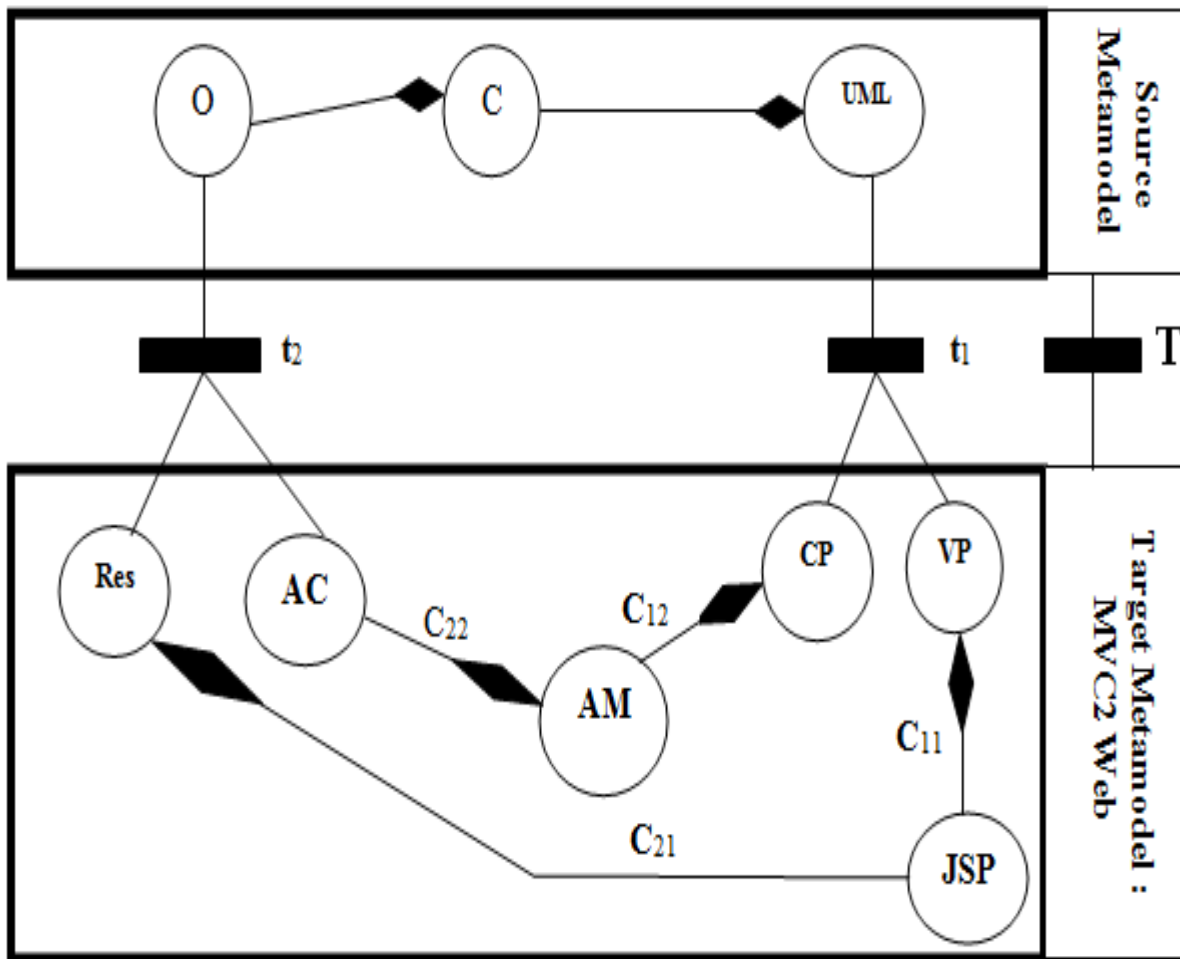 O
C
UML
Source
Metamodel
t2
t1
T
Res
AC
CP
VP
C22
C12
AM
C11
C21
JSP
Target Metamodel :
MVC2 Web